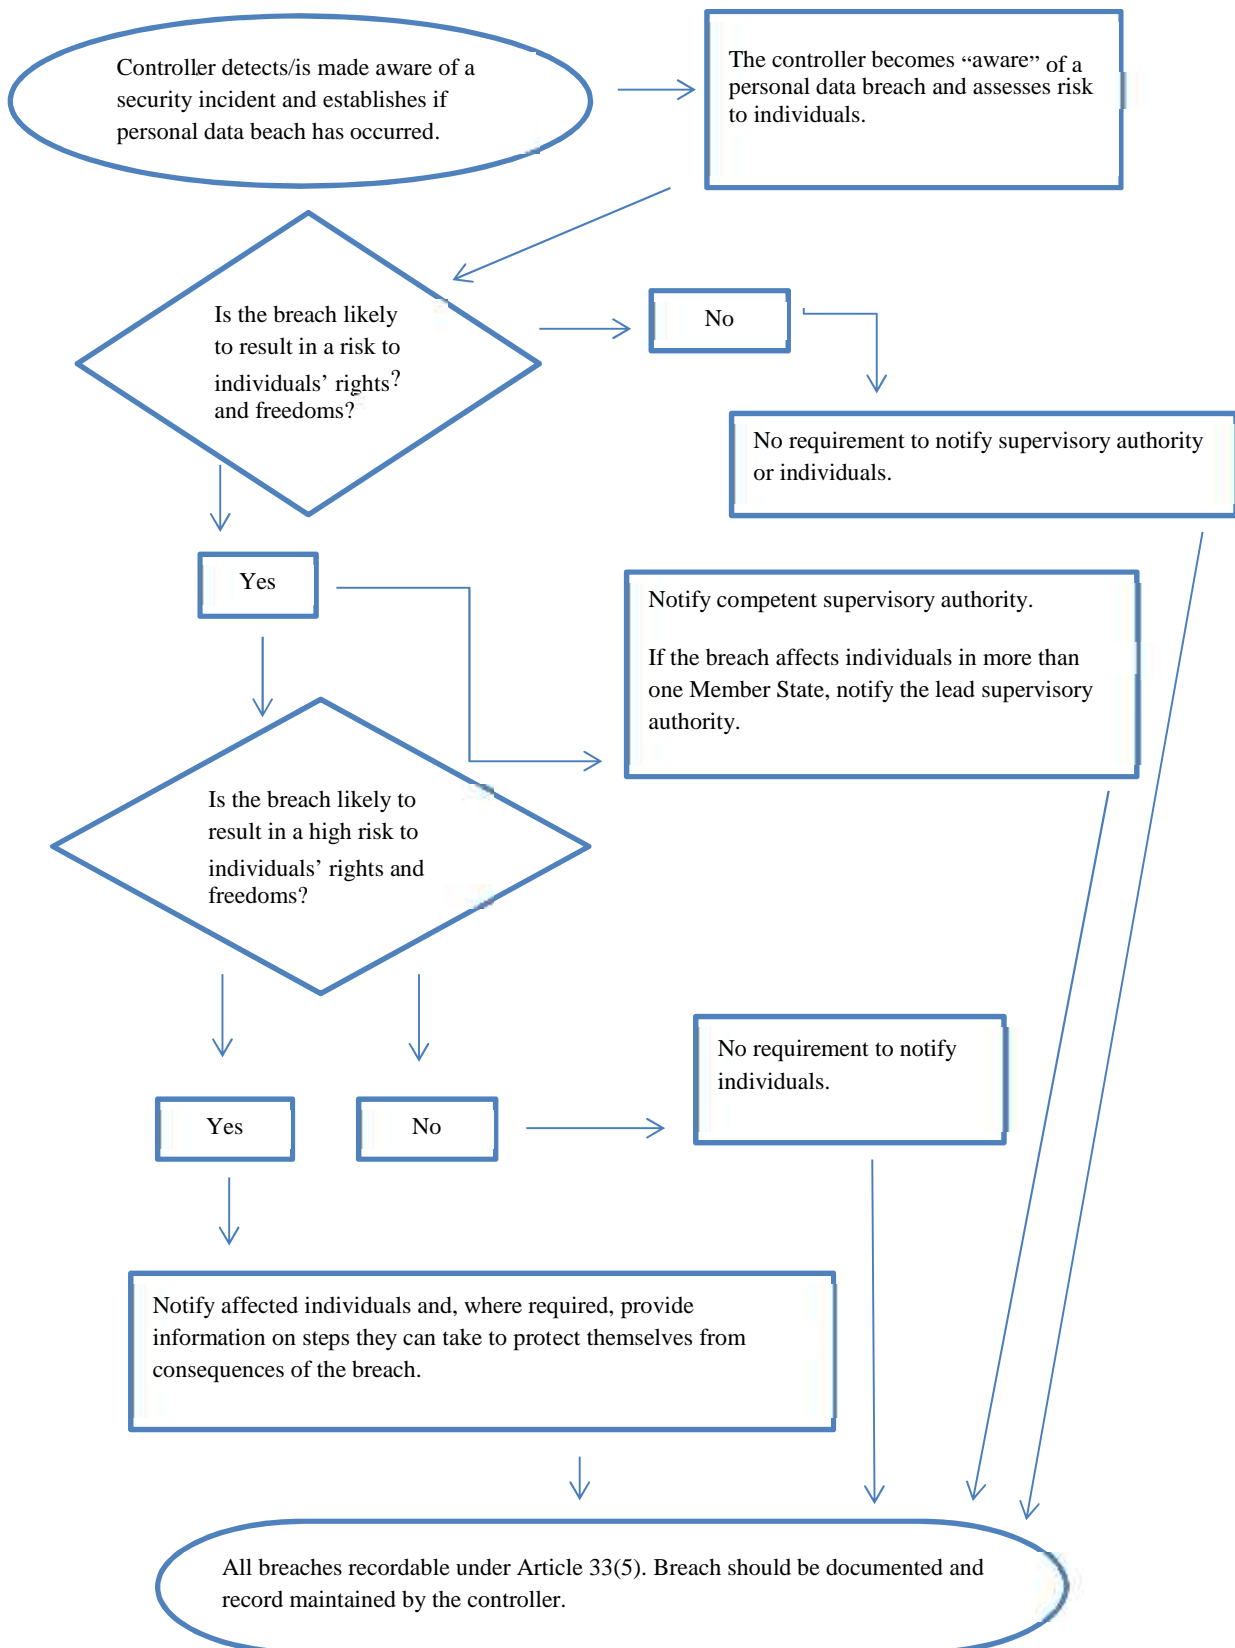 Controller detects/is made aware of a
security incident and establishes if
personal data beach has occurred.
The controller becomes “aware” of a
personal data breach and assesses risk
to individuals.
Is the breach likely
to result in a risk to
individuals’ rights?
and freedoms?
No
No requirement to notify supervisory authority
or individuals.
Yes
Notify competent supervisory authority.
If the breach affects individuals in more than
one Member State, notify the lead supervisory
authority.
Is the breach likely to
result in a high risk to
individuals’ rights and
freedoms?
No requirement to notify
individuals.
Yes
No
Notify affected individuals and, where required, provide
information on steps they can take to protect themselves from
consequences of the breach.
All breaches recordable under Article 33(5). Breach should be documented and
record maintained by the controller.